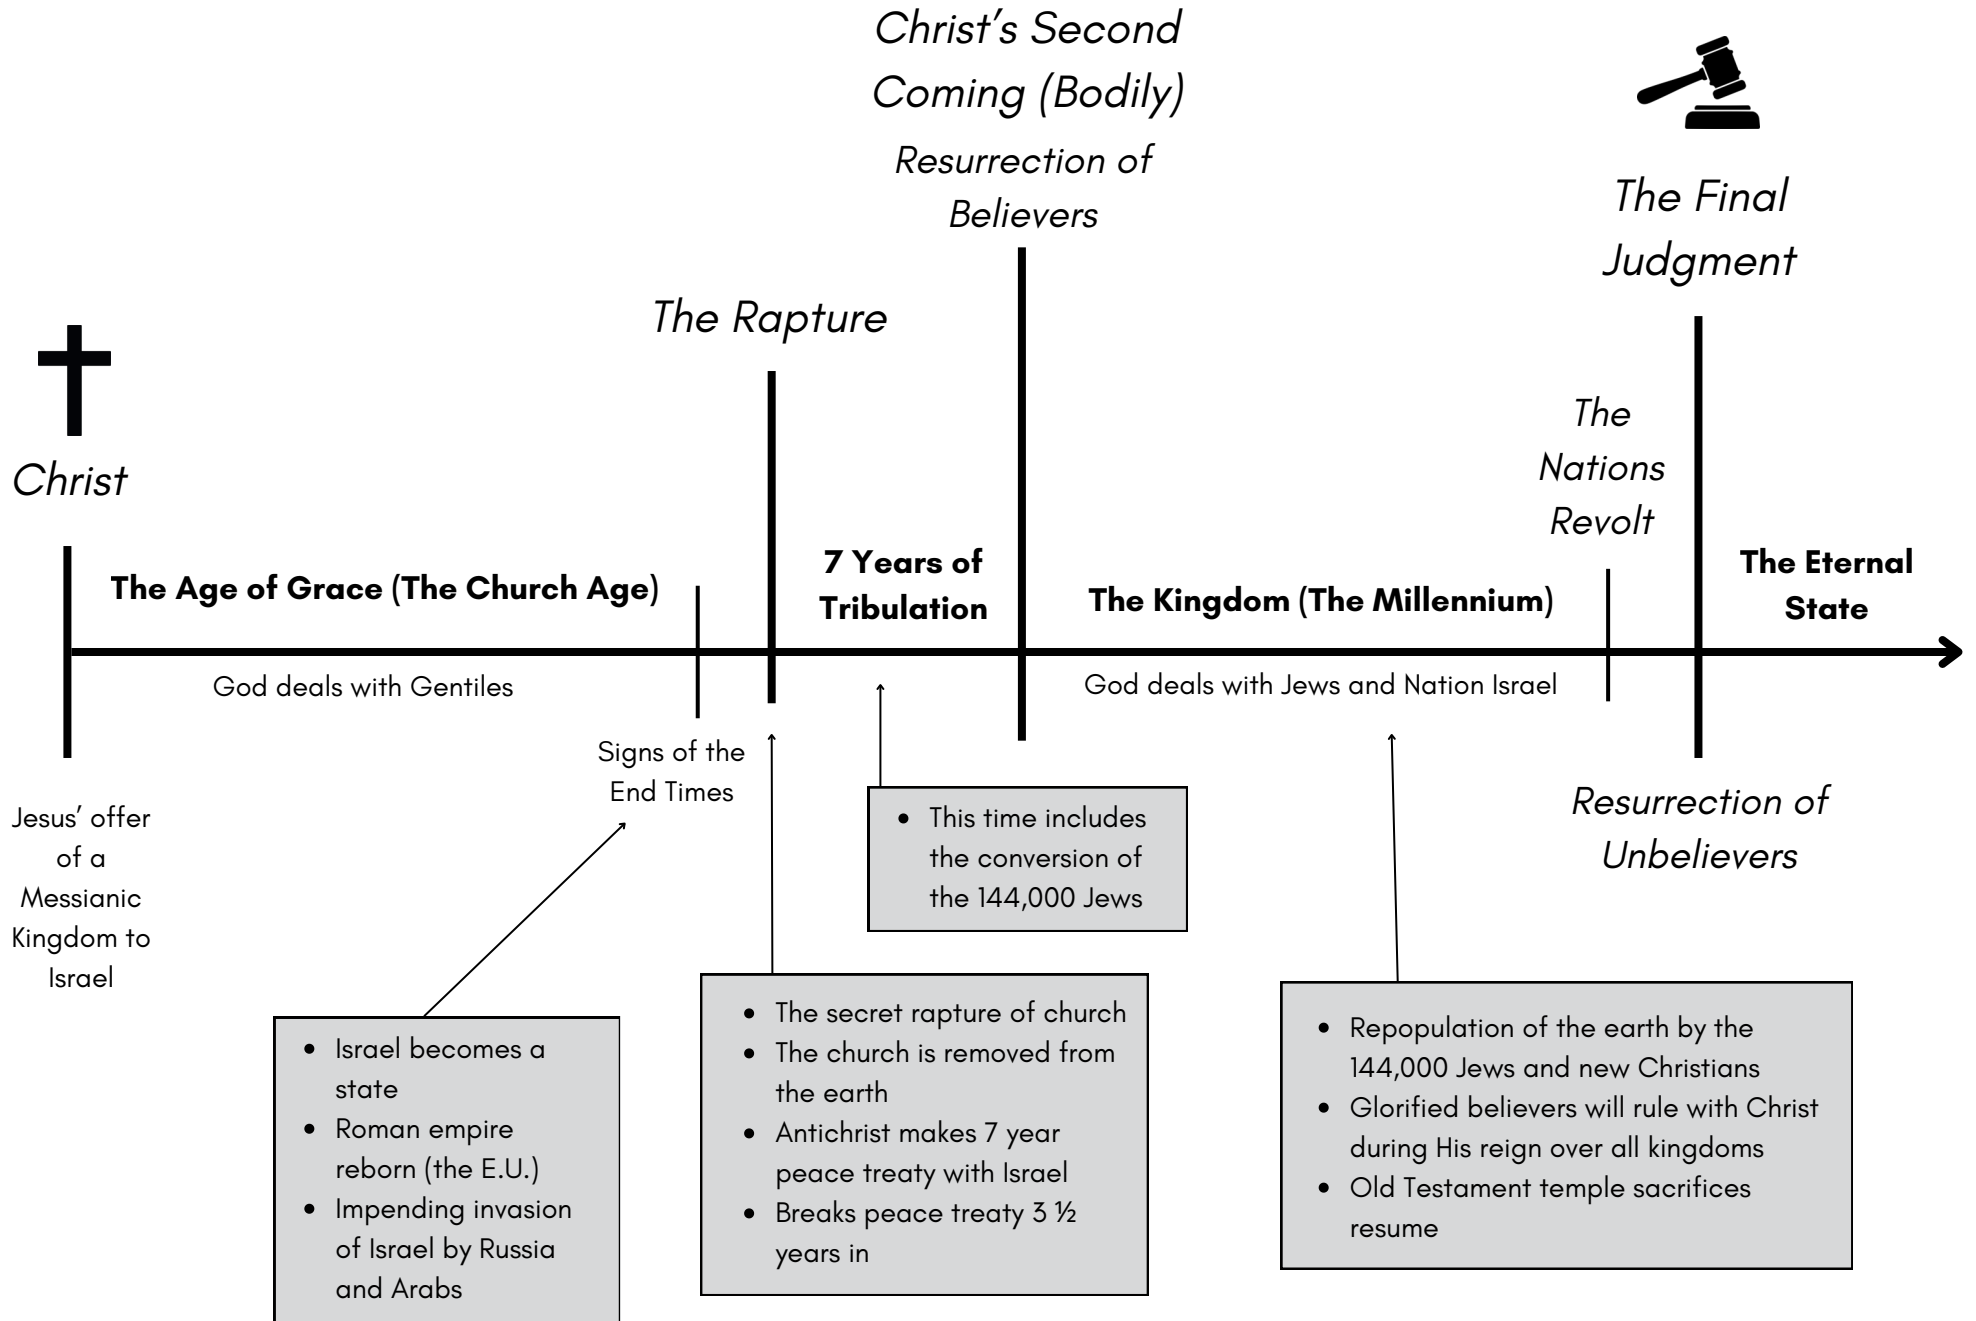 Christ's Second
Coming (Bodily)
Resurrection of
Believers
The Final
Judgment
The Rapture
Christ
The
Nations
Revolt
The Age of Grace (The Church Age)
7 Years of
Tribulation
The Kingdom (The Millennium)
The Eternal
State
God deals with Gentiles
God deals with Jews and Nation Israel
Signs of the
End Times
Jesus' offer
of a
Messianic
Kingdom to
Israel
Resurrection of
Unbelievers
• This time includes
the conversion of
the 144,000 Jews
• Israel becomes a
state
• Roman empire
reborn (the E.U.)
• Impending invasion
of Israel by Russia
and Arabs
• The secret rapture of church
• The church is removed from
the earth
• Antichrist makes 7 year
peace treaty with Israel
• Breaks peace treaty 3 ½
years in
• Repopulation of the earth by the
144,000 Jews and new Christians
• Glorified believers will rule with Christ
during His reign over all kingdoms
• Old Testament temple sacrifices
resume